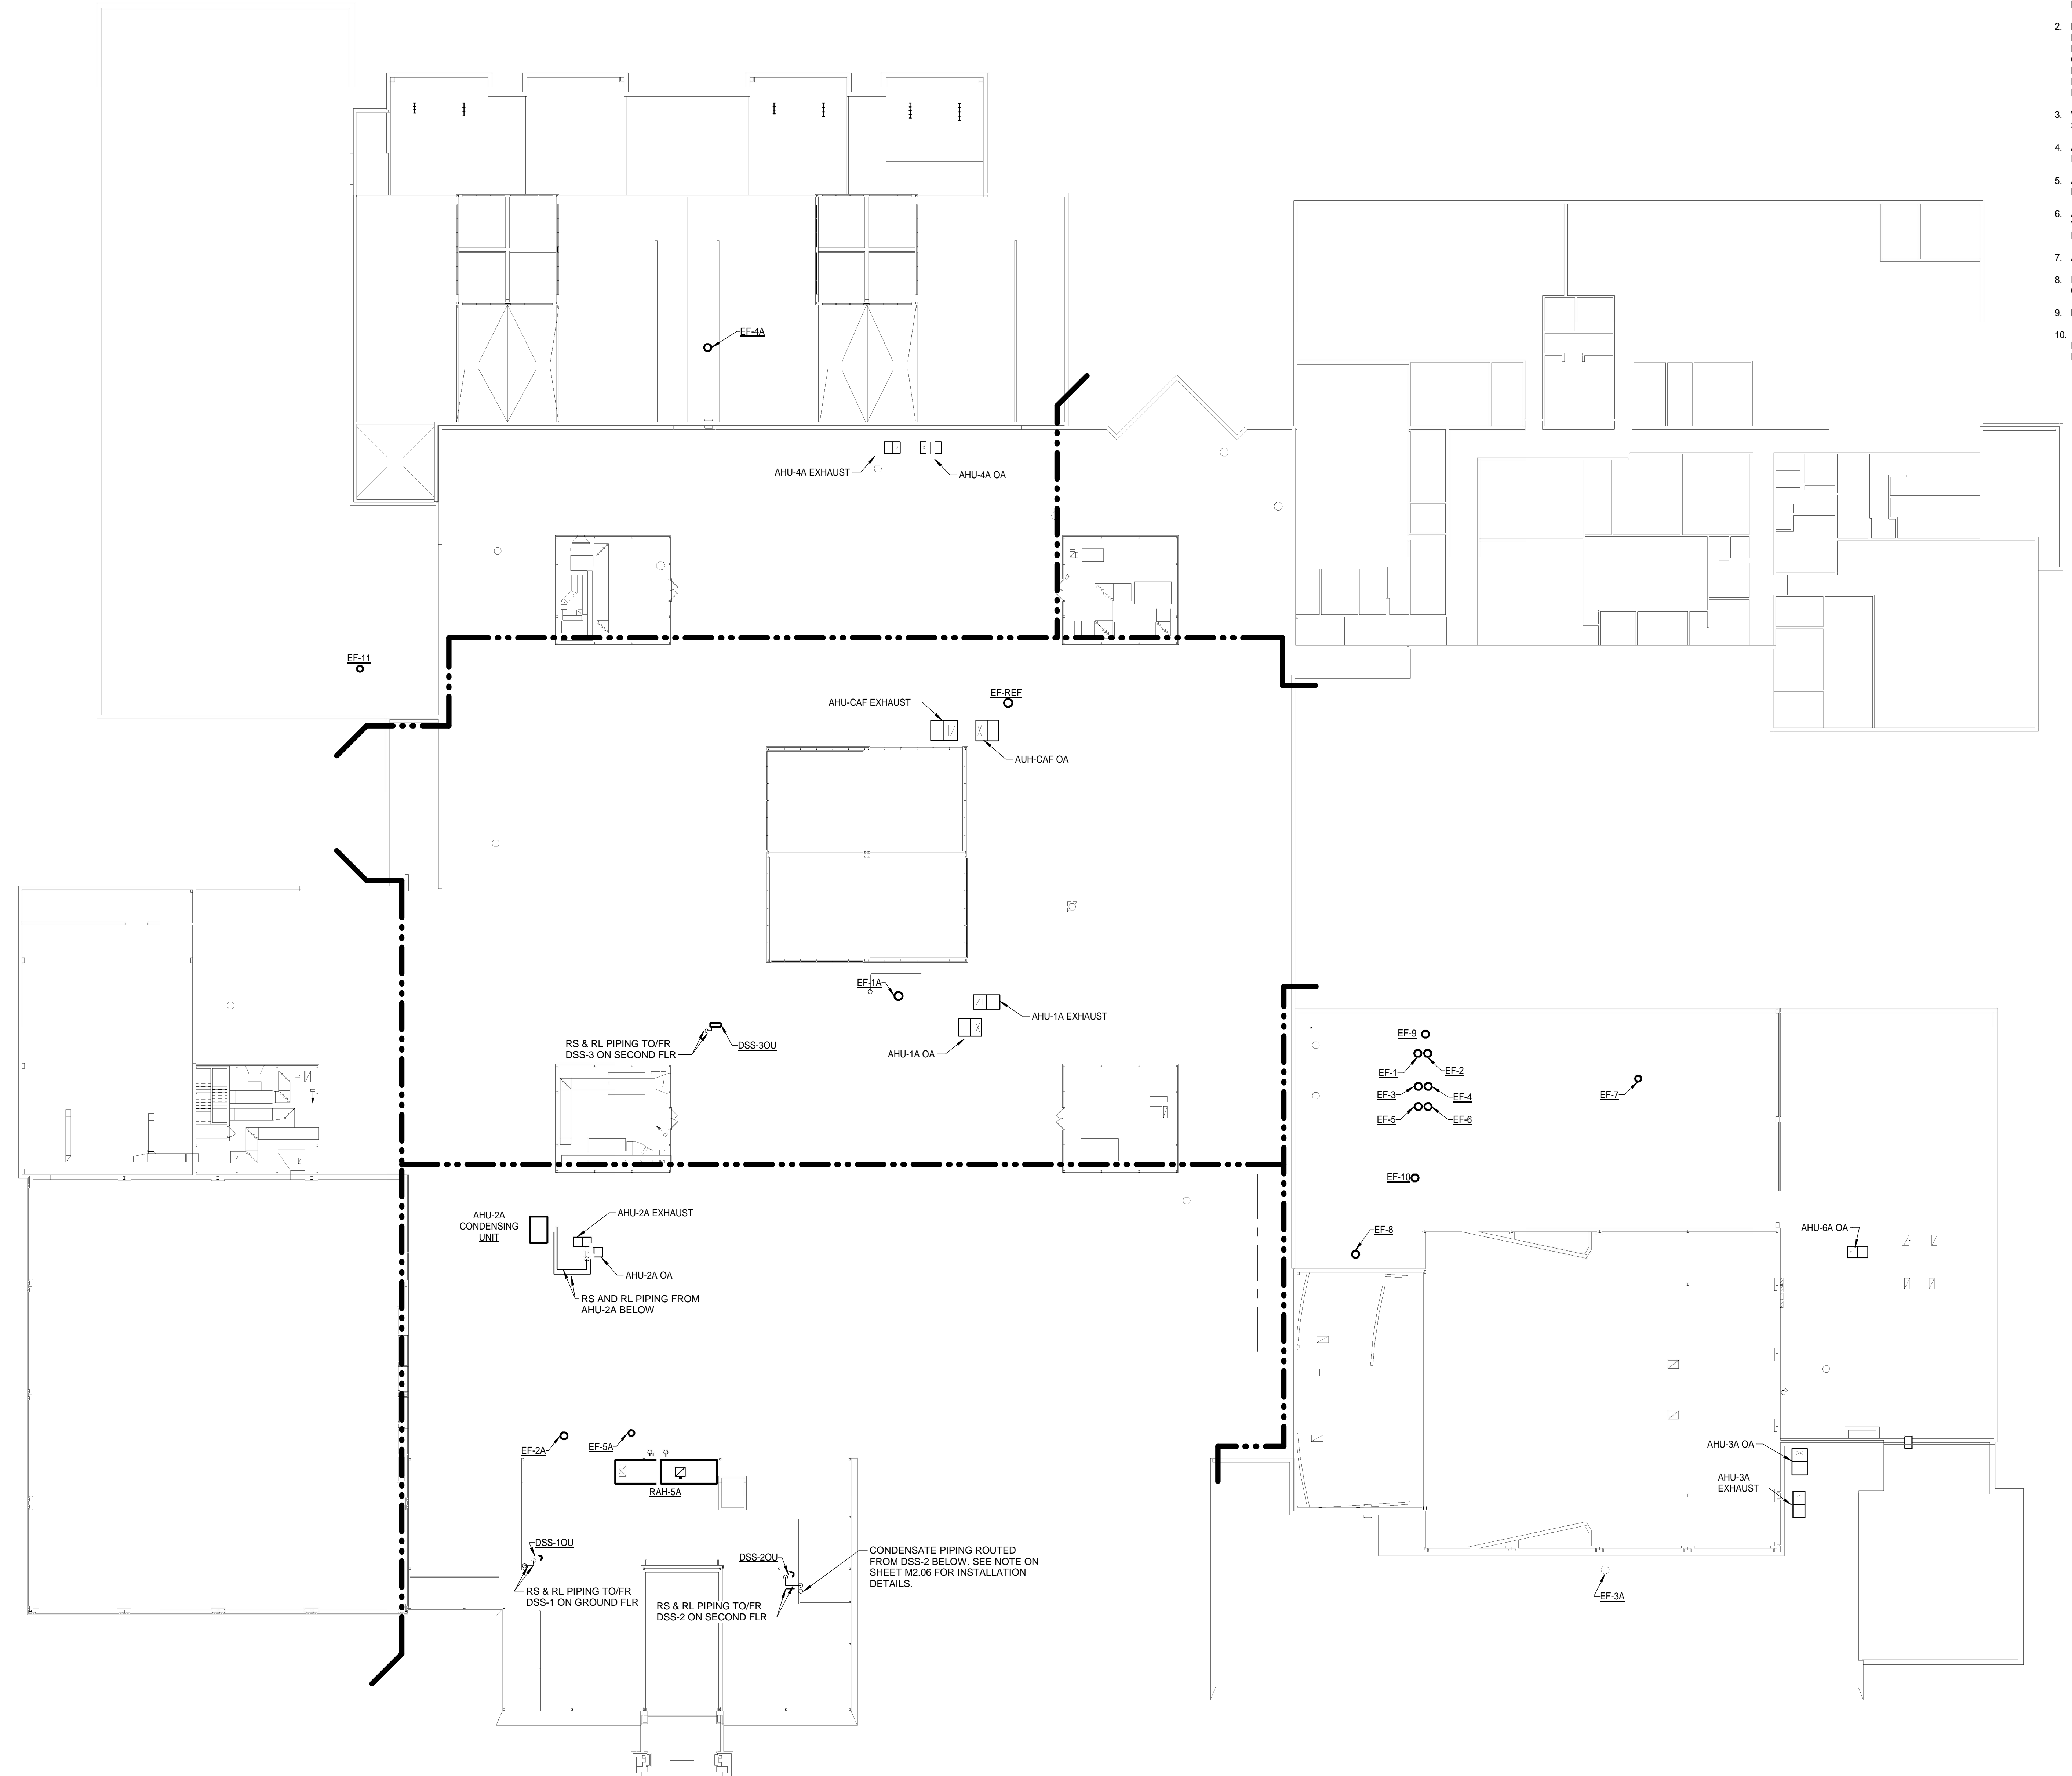 2.
3.
4.
5.
6.
7.
8.
9.
10.
EF-4A
AHU-4A EXHAUST
AHU-4A OA
EF-11
EF-REF
AHU-CAF EXHAUST
AUH-CAF OA
EF-1A
AHU-1A EXHAUST
AHU-1A OA
RS & RL PIPING TO/FR
DSS-3 ON SECOND FLR
DSS-3OU
EF-9
EF-1
EF-2
EF-3
EF-4
EF-5
EF-6
EF-7
EF-10
EF-8
AHU-2A
CONDENSING
UNIT
AHU-2A EXHAUST
AHU-2A OA
RS AND RL PIPING FROM
AHU-2A BELOW
AHU-6A OA
EF-2A
EF-5A
RAH-5A
AHU-3A OA
AHU-3A
EXHAUST
DSS-1OU
RS & RL PIPING TO/FR
DSS-1 ON GROUND FLR
DSS-2OU
RS & RL PIPING TO/FR
DSS-2 ON SECOND FLR
CONDENSATE PIPING ROUTED
FROM DSS-2 BELOW. SEE NOTE ON
SHEET M2.06 FOR INSTALLATION
DETAILS.
EF-3A